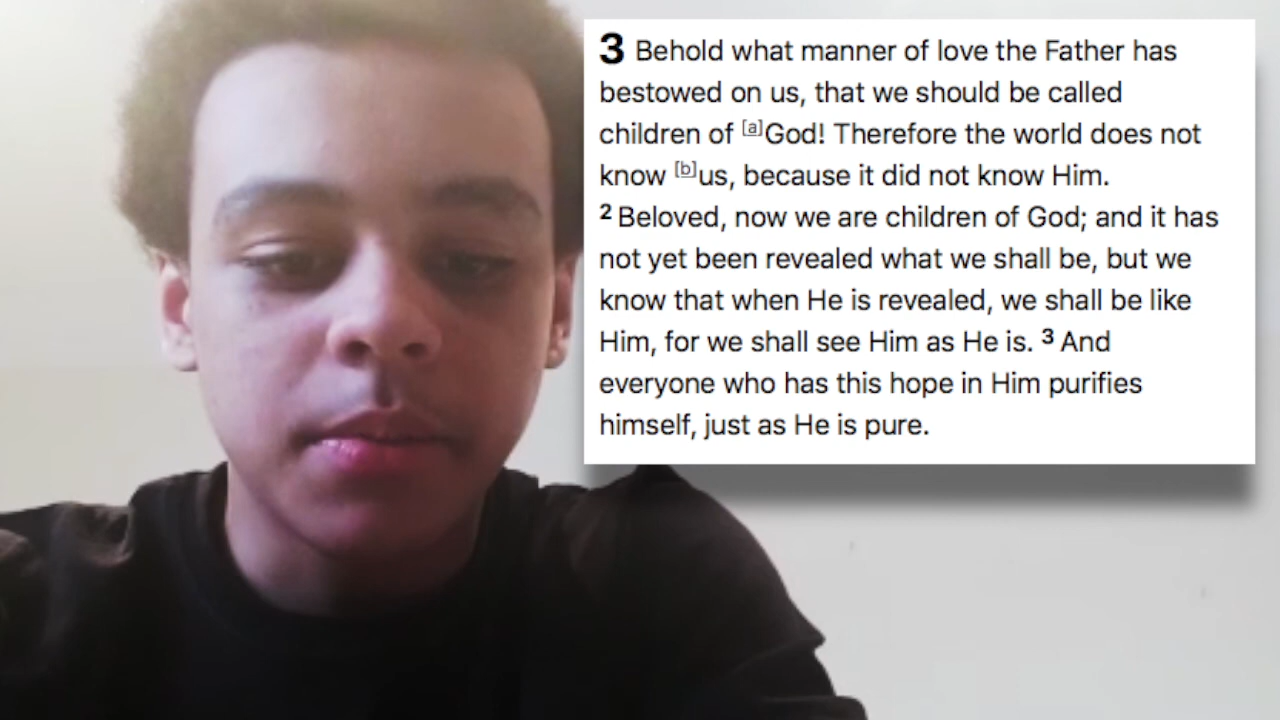 3 Behold what manner of love the Father has
bestowed on us, that we should be called
children of [a]God! Therefore the world does not
know [b]us, because it did not know Him.
2 Beloved, now we are children of God; and it has
not yet been revealed what we shall be, but we
know that when He is revealed, we shall be like
Him, for we shall see Him as He is. 3 And
everyone who has this hope in Him purifies
himself, just as He is pure.